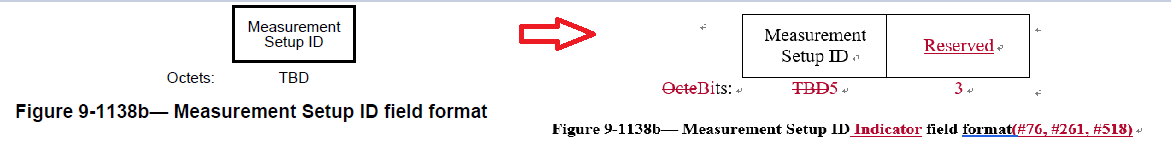 Measurement
Setup ID
Octets: TBD
Figure 9-1138b— Measurement Setup ID field format
Measurement
Setup ID
Reserved
OcteBits: TBD5 3
Figure 9-1138b— Measurement Setup ID Indicator field format(#76, #261, #518)